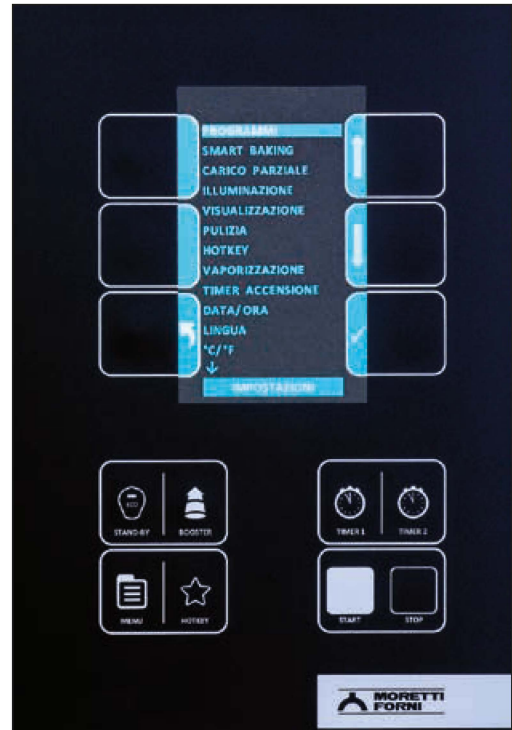 PROGRAMMI
SMART BAKING
CARICO PARZIALE
ILLUMINAZIONE
VISUALIZZAZIONE
PULIZIA
HOTKEY
VAPORIZZAZIONE
TIMER ACCENSIONE
DATA/ORA
LINGUA
°C/°F
IMPOSTAZIONI
ECO
STAND-BY
BOOSTER
TIMER 1
TIMER 2
MENU
HOTKEY
START
STOP
MORETTI
FORNI